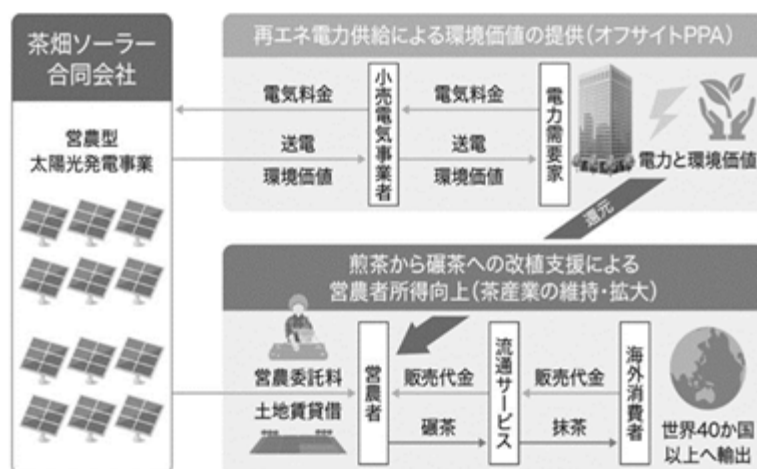 茶畑ソーラー
合同会社
営農型
太陽光発電事業
再エネ電力供給による環境価値の提供(オフサイトPPA)
電気料金
送電
環境価値
小売電気事業者
電気料金
送電
環境価値
電力需要家
電力と環境価値
還元
煎茶から碾茶への改植支援による
営農者所得向上(茶産業の維持・拡大)
営農委託料
土地賃貸借
営農者
販売代金
碾茶
流通サービス
販売代金
抹茶
海外消費者
世界40か国
以上へ輸出